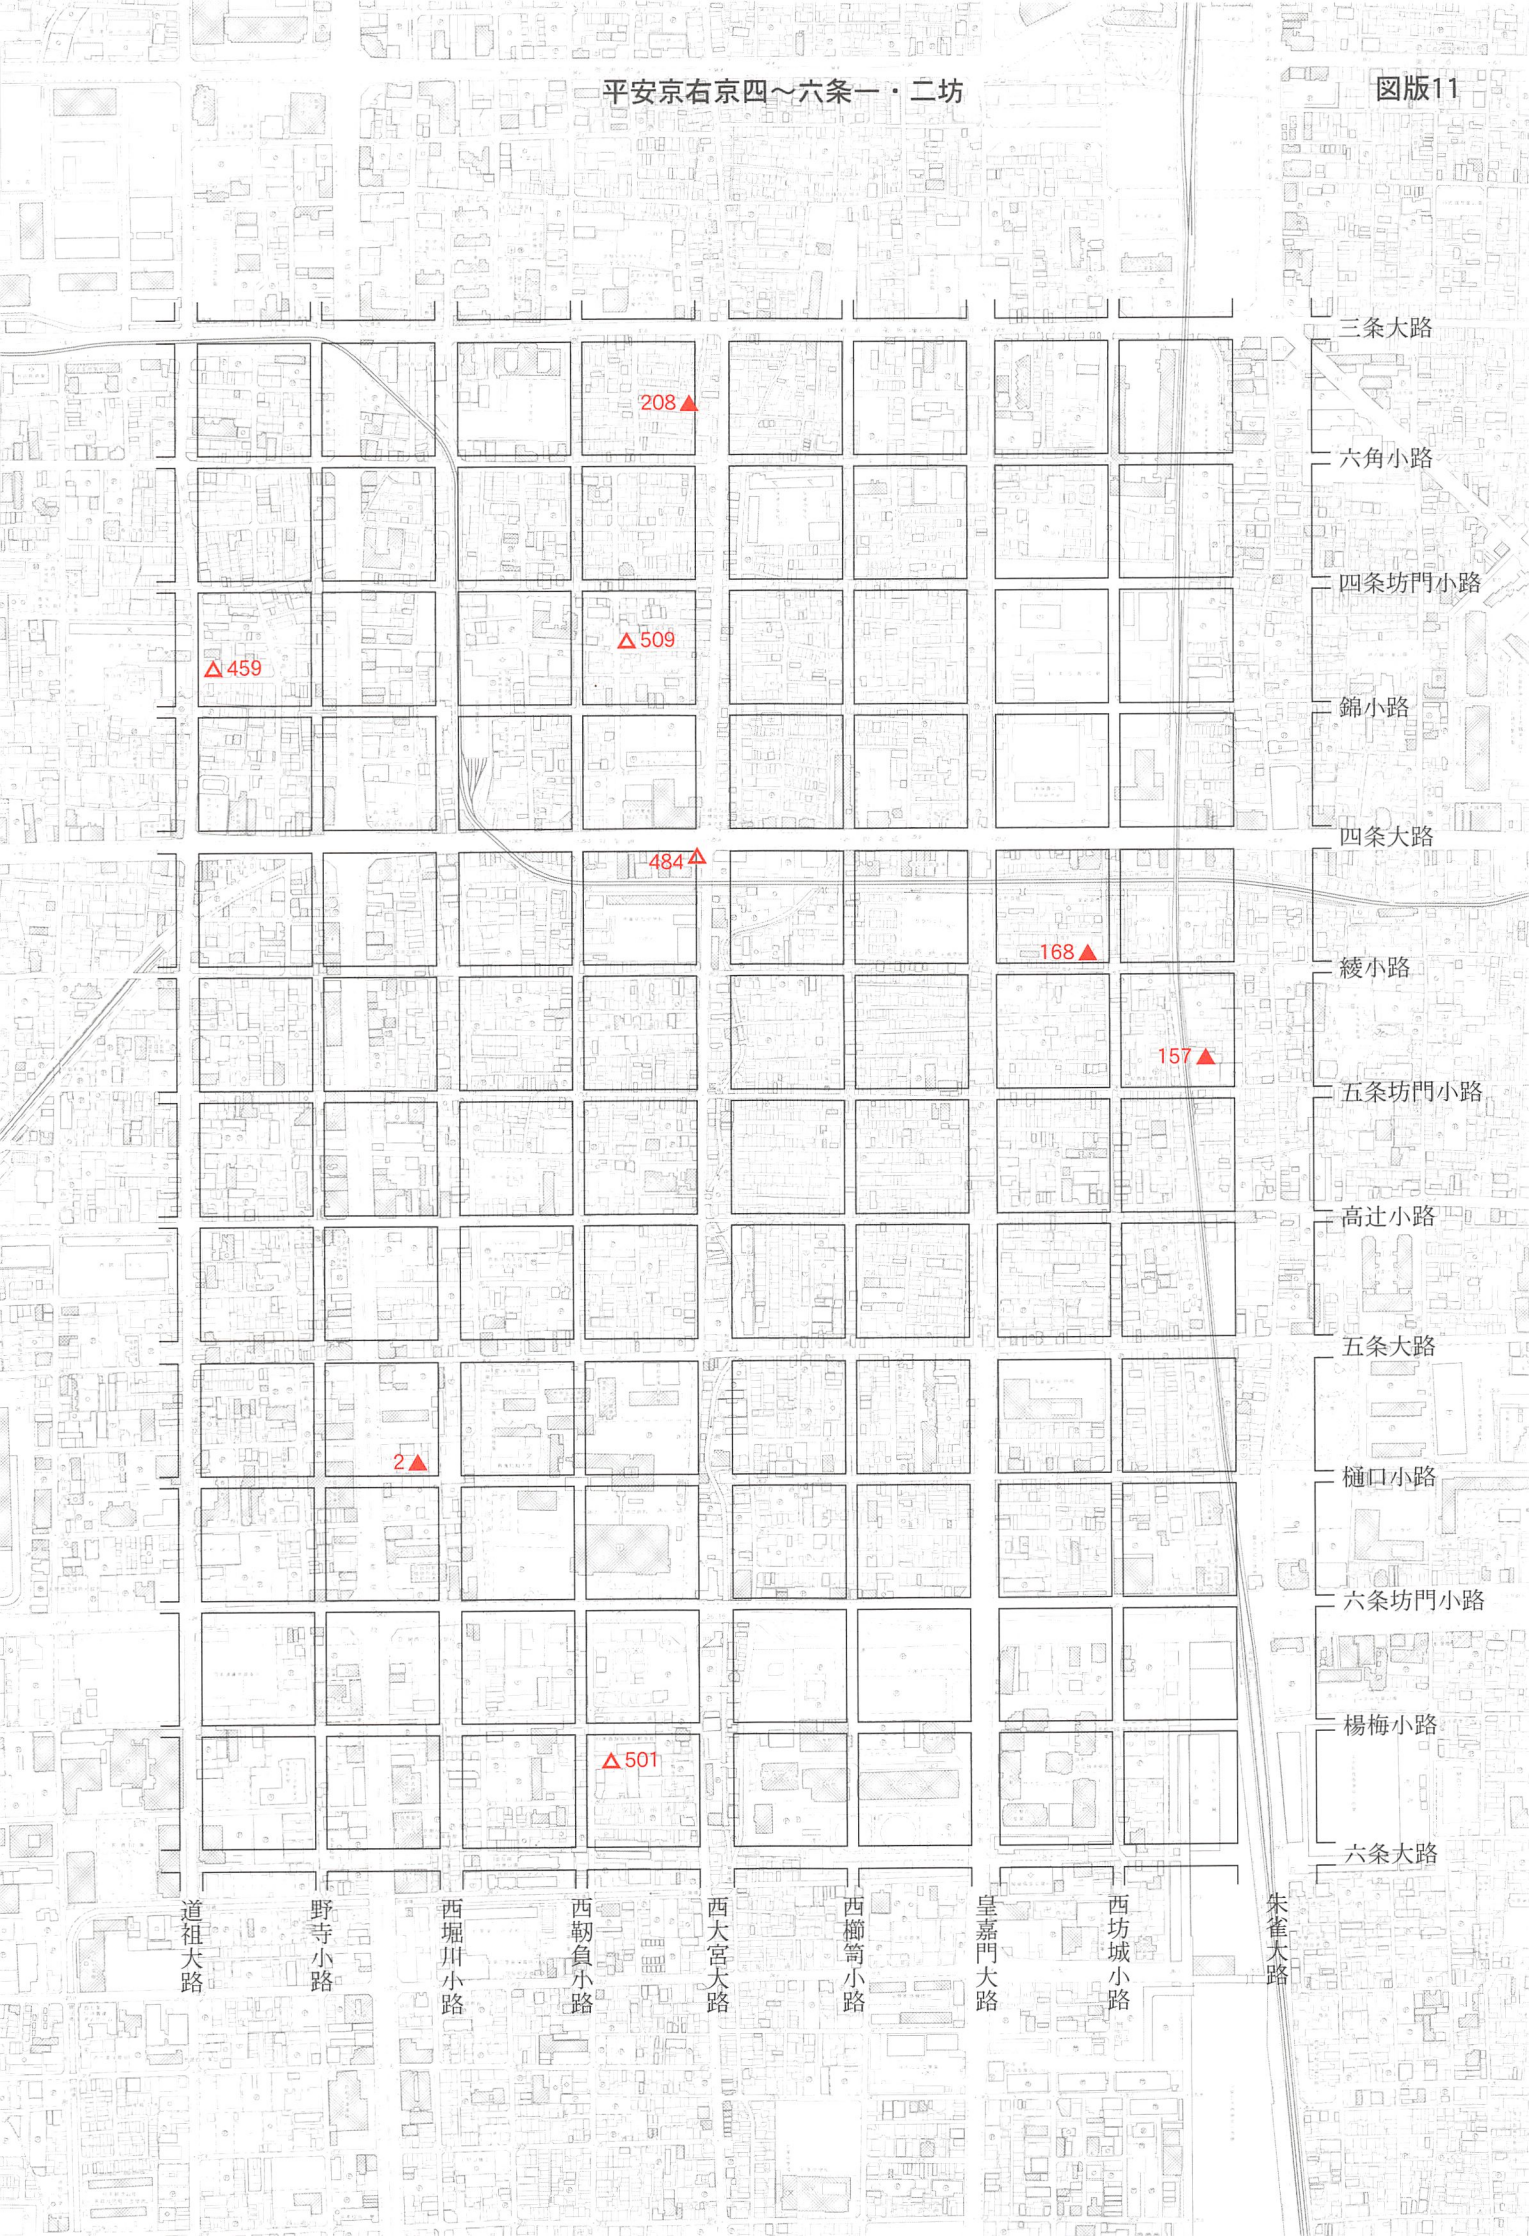 平安京右京四～六条一・二坊
図版11
三条大路
208
六角小路
四条坊門小路
509
459
錦小路
四条大路
484
168
綾小路
157
五条坊門小路
高辻小路
五条大路
2
樋口小路
六条坊門小路
楊梅小路
501
六条大路
道祖大路
野寺小路
西堀川小路
西靭負小路
西大宮大路
西櫛笥小路
皇嘉門大路
西坊城小路
朱雀大路